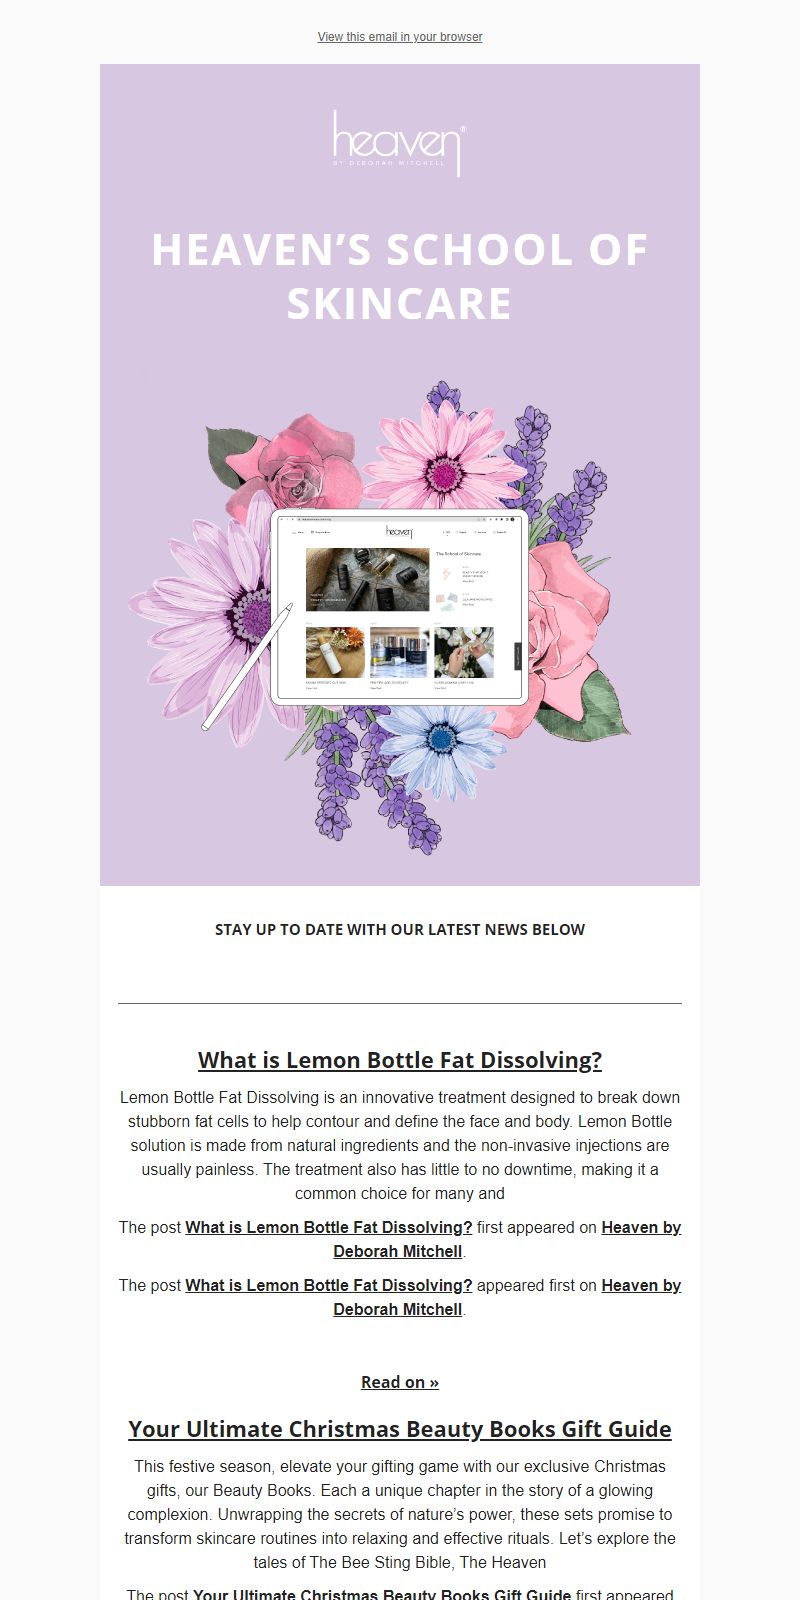 View this email in your browser
heaven®
BY DEBORAH MITCHELL
HEAVEN’S SCHOOL OF
SKINCARE
heaven
The School of Skincare
STAY UP TO DATE WITH OUR LATEST NEWS BELOW
What is Lemon Bottle Fat Dissolving?
Lemon Bottle Fat Dissolving is an innovative treatment designed to break down
stubborn fat cells to help contour and define the face and body. Lemon Bottle
solution is made from natural ingredients and the non-invasive injections are
usually painless. The treatment also has little to no downtime, making it a
common choice for many and
The post What is Lemon Bottle Fat Dissolving? first appeared on Heaven by
Deborah Mitchell.
The post What is Lemon Bottle Fat Dissolving? appeared first on Heaven by
Deborah Mitchell.
Read on »
Your Ultimate Christmas Beauty Books Gift Guide
This festive season, elevate your gifting game with our exclusive Christmas
gifts, our Beauty Books. Each a unique chapter in the story of a glowing
complexion. Unwrapping the secrets of nature’s power, these sets promise to
transform skincare routines into relaxing and effective rituals. Let’s explore the
tales of The Bee Sting Bible, The Heaven
The post Your Ultimate Christmas Beauty Books Gift Guide first appeared